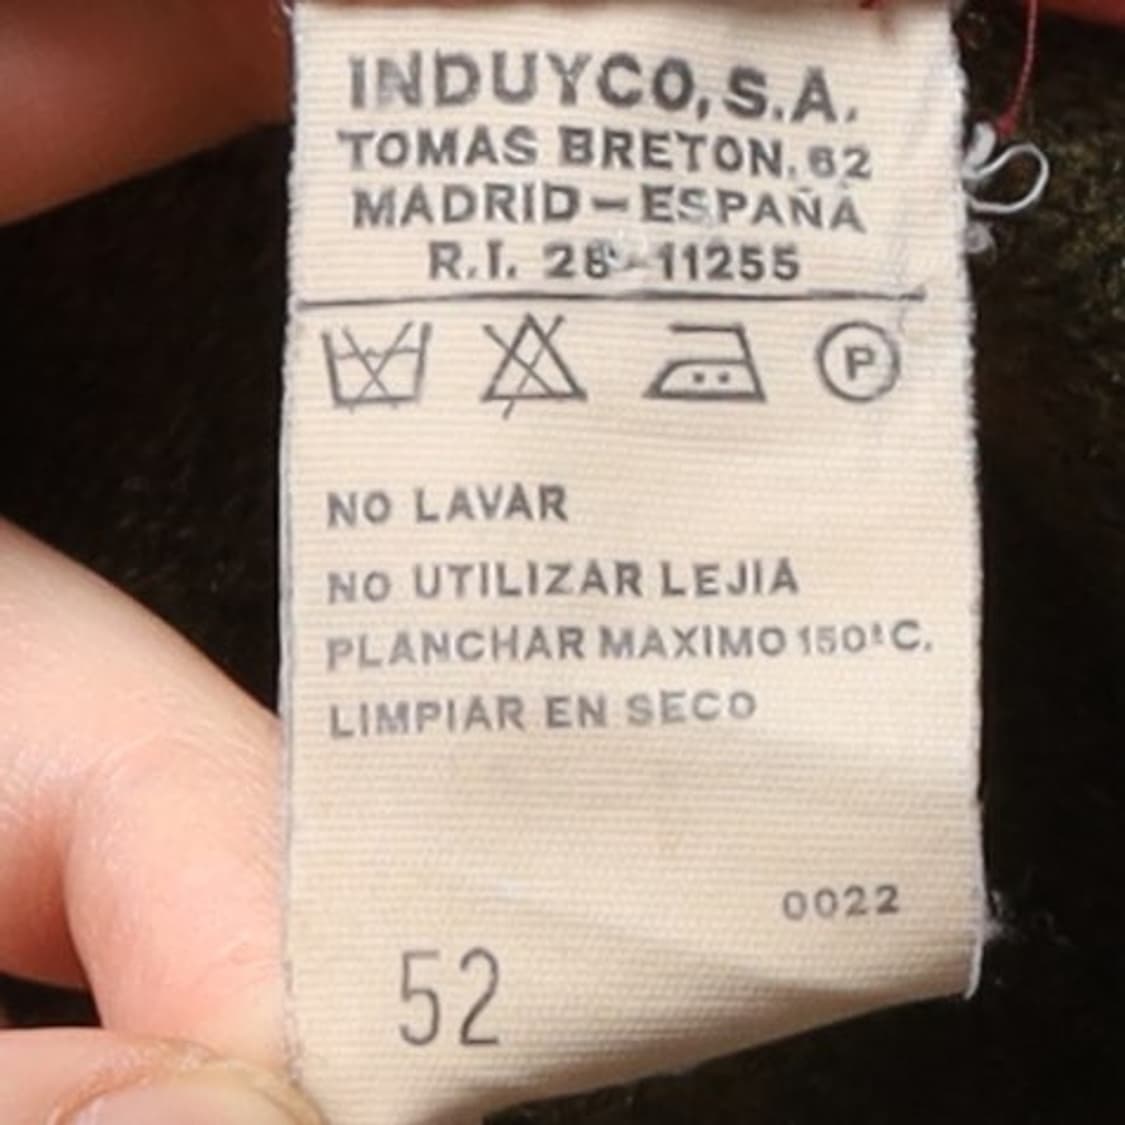 INDUYCO, S.A.
TOMAS BRETON, 62
MADRID-ESPAÑA
R.I. 28-11255
P
NO LAVAR
NO UTILIZAR LEJIA
PLANCHAR MAXIMO 150ºC.
LIMPIAR EN SECO
0022
52